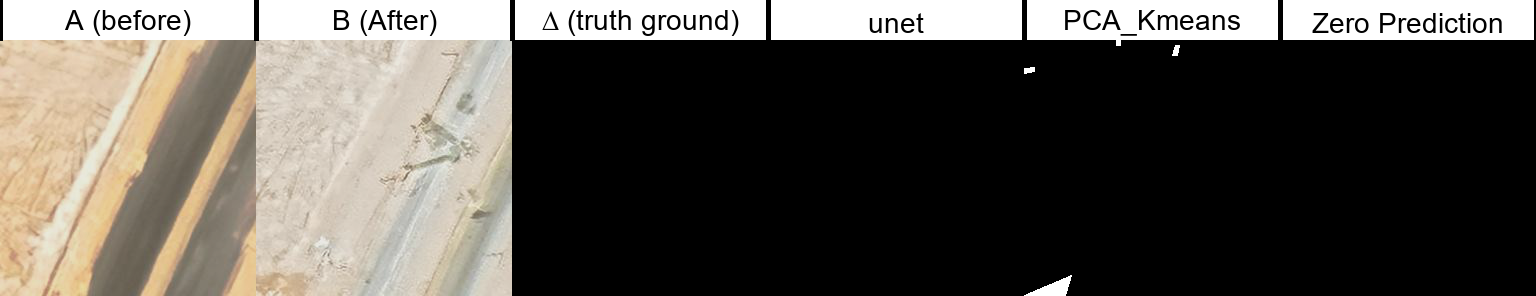 A (before)
B (After)
Δ (truth ground)
unet
PCA_Kmeans
Zero Prediction